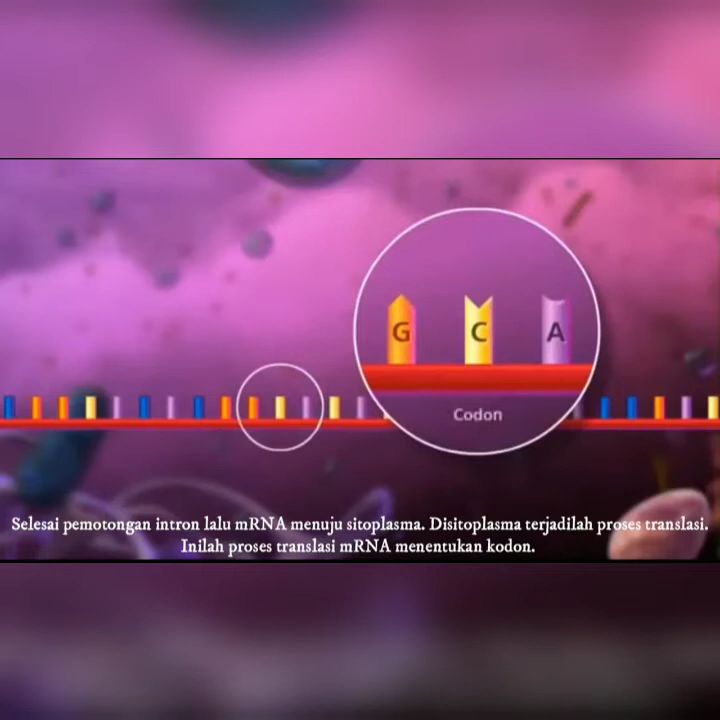 G C A
Codon
Selesai pemotongan intron lalu mRNA menuju sitoplasma. Disitoplasma terjadilah proses translasi.
Inilah proses translasi mRNA menentukan kodon.